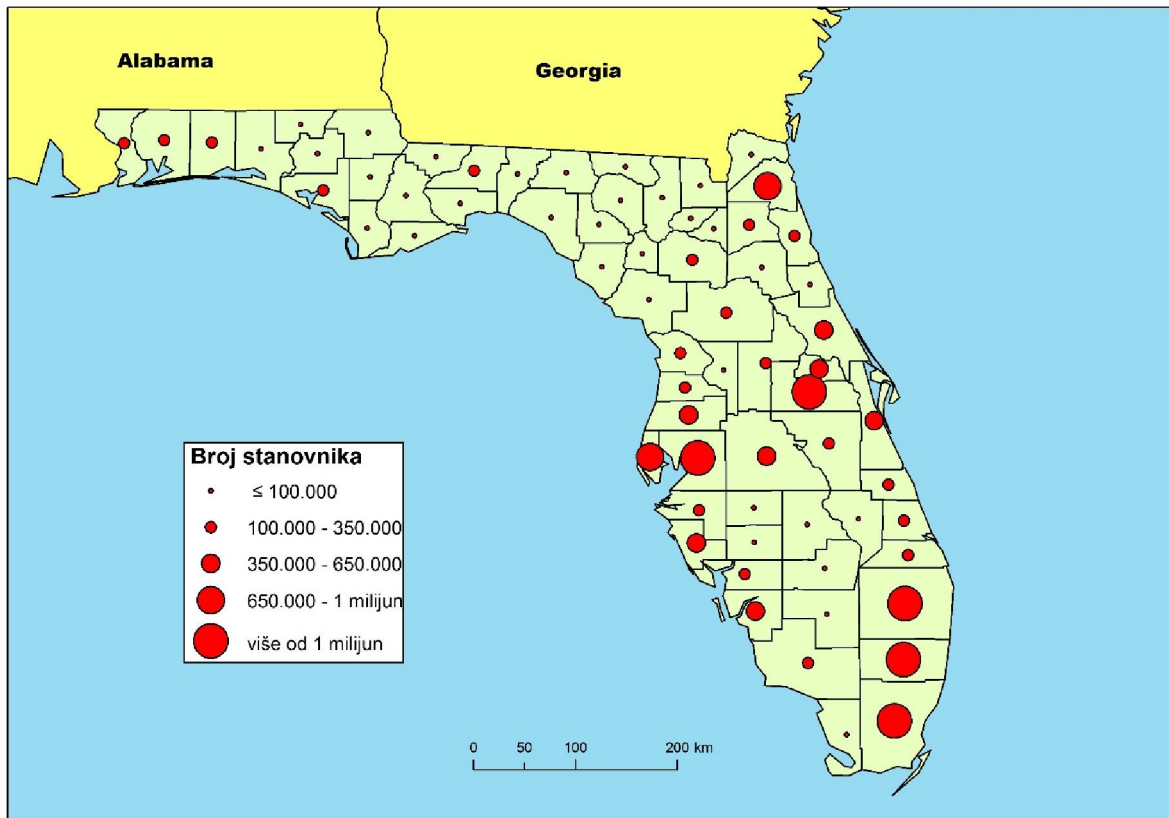 Alabama
Georgia
Broj stanovnika
≤ 100.000
100.000 - 350.000
350.000 - 650.000
650.000 - 1 milijun
više od 1 milijun
0 50 100 200 km